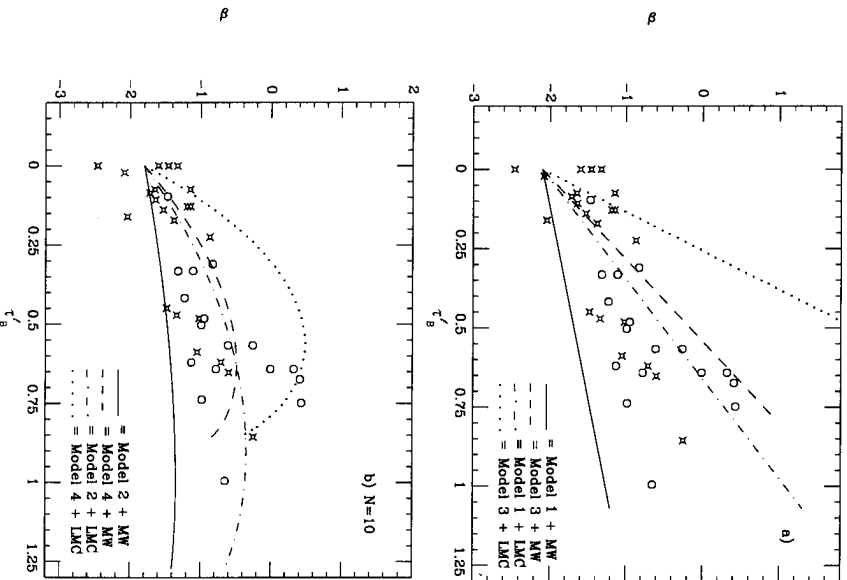 a)
1
0
-1
-2
-3
β
= Model 1 + MW
= Model 3 + MW
= Model 1 + LMC
= Model 3 + LMC
0 0.25 0.5 0.75 1 1.25
τ'B
b) N=10
2
1
0
-1
-2
-3
β
= Model 2 + MW
= Model 4 + MW
= Model 2 + LMC
= Model 4 + LMC
0 0.25 0.5 0.75 1 1.25
τ'B